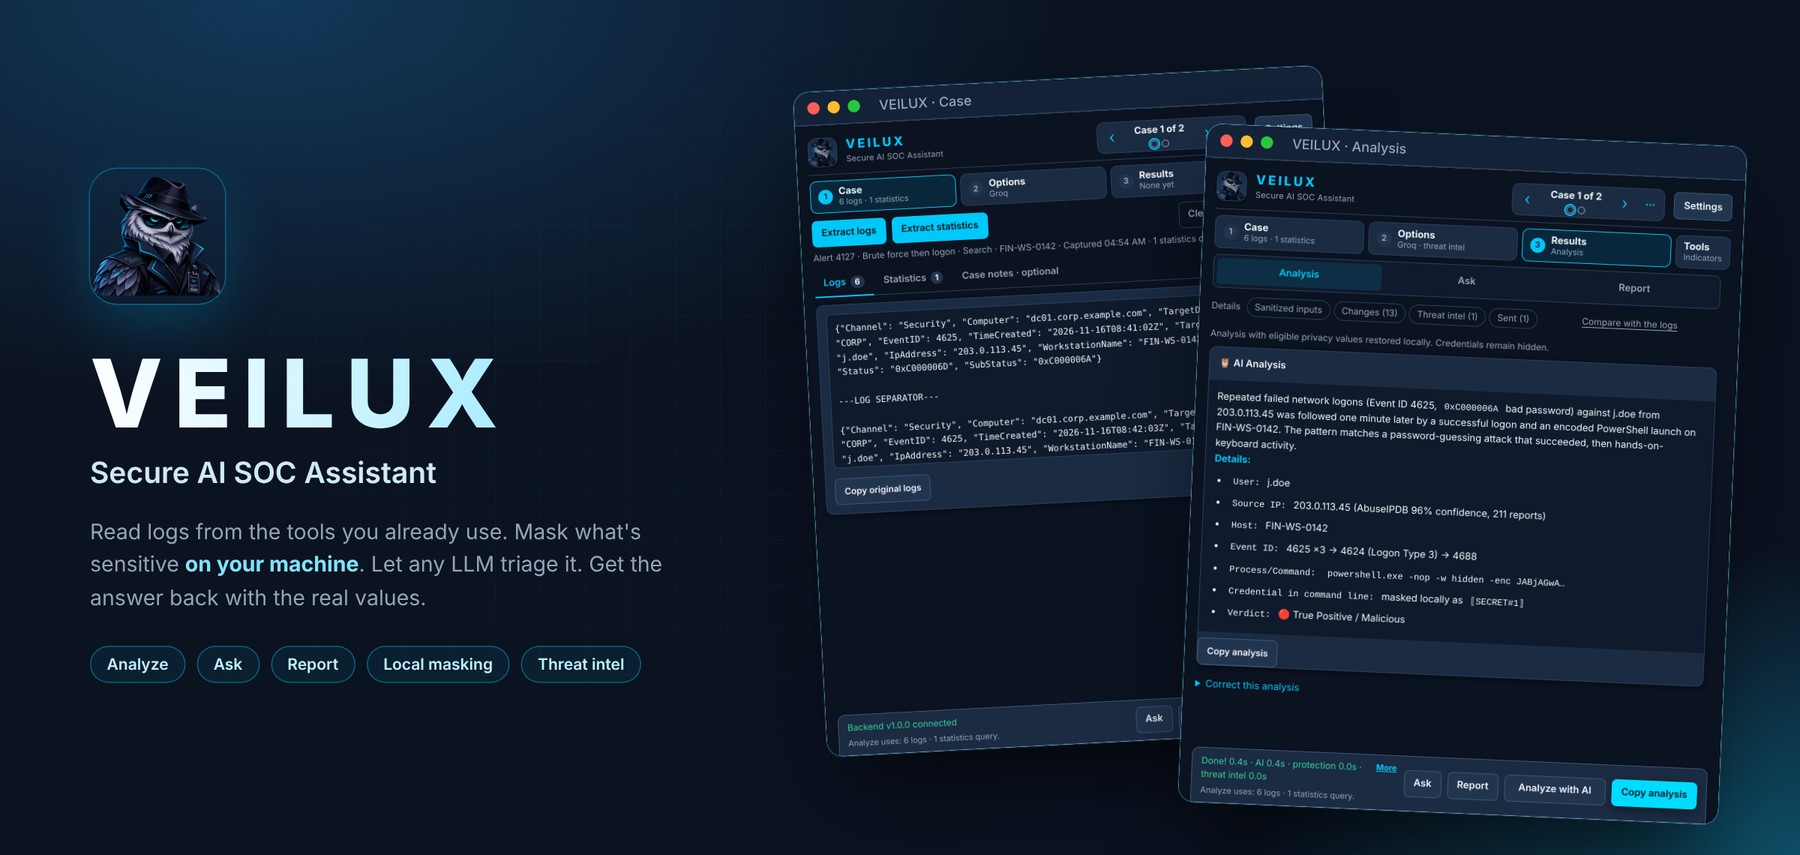 VEILUX
Secure AI SOC Assistant
Read logs from the tools you already use. Mask what's
sensitive on your machine. Let any LLM triage it. Get the
answer back with the real values.
Analyze
Ask
Report
Local masking
Threat intel
VEILUX · Case
VEILUX
Secure AI SOC Assistant
Case 1 of 2
1 Case
6 logs · 1 statistics
2 Options
Groq
3 Results
None yet
Extract logs
Extract statistics
Alert 4127 · Brute force then logon · Search · FIN-WS-0142 · Captured 04:54 AM · 1 statistics
Logs 6
Statistics 1
Case notes · optional
{"Channel": "Security", "Computer": "dc01.corp.example.com",
"CORP", "EventID": 4625, "TimeCreated": "2026-11-16T08:41:02Z",
"j.doe", "IpAddress": "203.0.113.45", "WorkstationName":
"Status": "0xC000006D", "SubStatus": "0xC000006A"}
---LOG SEPARATOR---
{"Channel": "Security", "Computer": "dc01.corp.example.com",
"CORP", "EventID": 4625, "TimeCreated": "2026-11-16T08:42:03Z",
"j.doe", "IpAddress": "203.0.113.45", "WorkstationName":
Copy original logs
Backend v1.0.0 connected
Analyze uses: 6 logs · 1 statistics query.
Ask
VEILUX · Analysis
VEILUX
Secure AI SOC Assistant
Case 1 of 2
Settings
1 Case
6 logs · 1 statistics
2 Options
Groq · threat intel
3 Results
Analysis
Tools
Indicators
Analysis
Ask
Report
Details
Sanitized inputs
Changes (13)
Threat intel (1)
Sent (1)
Compare with the logs
Analysis with eligible privacy values restored locally. Credentials remain hidden.
AI Analysis
Repeated failed network logons (Event ID 4625, 0xC000006A bad password) against j.doe from
203.0.113.45 was followed one minute later by a successful logon and an encoded PowerShell launch on
FIN-WS-0142. The pattern matches a password-guessing attack that succeeded, then hands-on-
keyboard activity.
Details:
• User: j.doe
• Source IP: 203.0.113.45 (AbuseIPDB 96% confidence, 211 reports)
• Host: FIN-WS-0142
• Event ID: 4625 ×3 → 4624 (Logon Type 3) → 4688
• Process/Command: powershell.exe -nop -w hidden -enc JABjAGwA…
• Credential in command line: masked locally as ⟦SECRET#1⟧
• Verdict: 🔴 True Positive / Malicious
Copy analysis
▶ Correct this analysis
Done! 0.4s · AI 0.4s · protection 0.0s ·
threat intel 0.0s
More
Analyze uses: 6 logs · 1 statistics query.
Ask
Report
Analyze with AI
Copy analysis